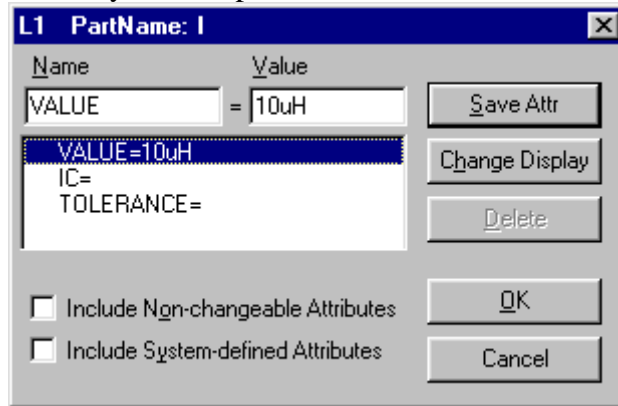 L1 PartName: l
Name Value
VALUE = 10uH
Save Attr
VALUE=10uH
IC=
TOLERANCE=
Change Display
Delete
Include Non-changeable Attributes
OK
Include System-defined Attributes
Cancel